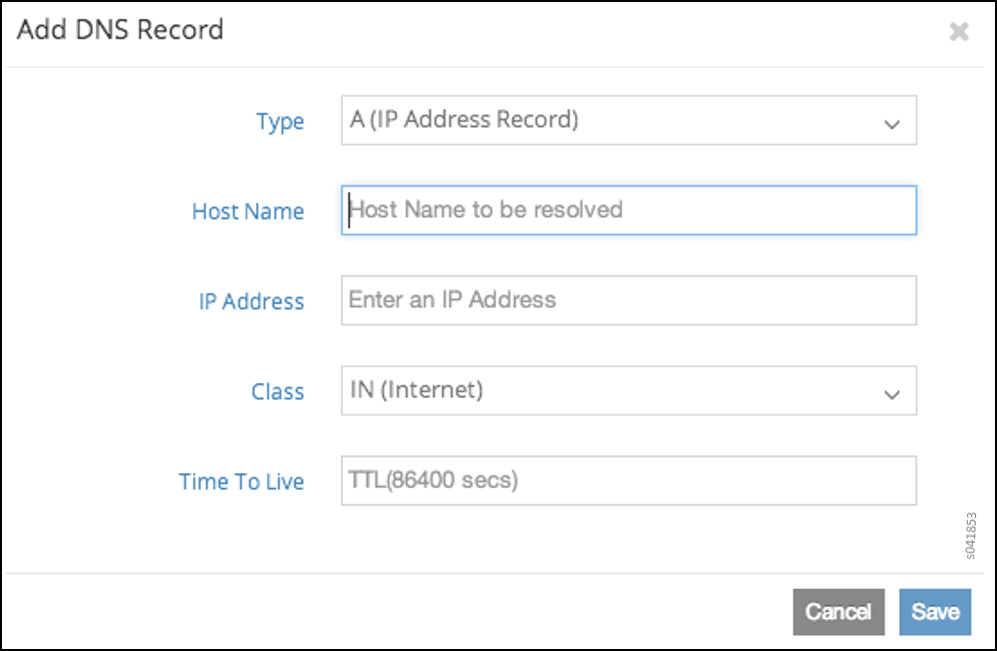 Add DNS Record
Type
A (IP Address Record)
Host Name
Host Name to be resolved
IP Address
Enter an IP Address
Class
IN (Internet)
Time To Live
TTL(86400 secs)
s041853
Cancel
Save